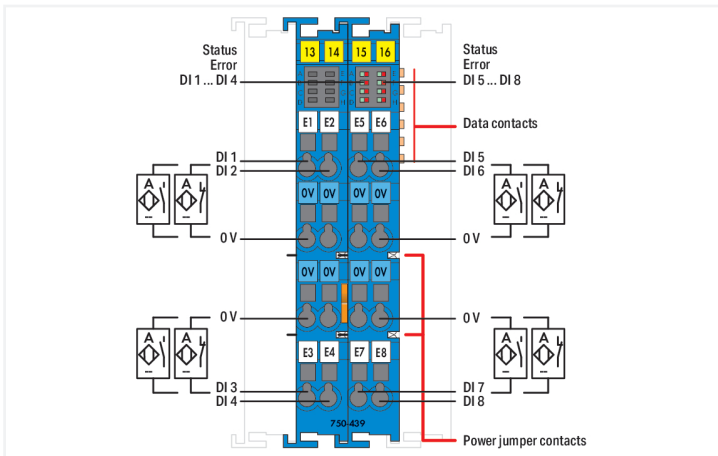 13 14 15 16
Status
Error
DI 1 ... DI 4
Status
Error
DI 5 ... DI 8
E1 E2 E5 E6
Data contacts
DI 1
DI 2
DI 5
DI 6
A A A A
0V 0V 0V 0V
0 V
0 V
0V 0V 0V 0V
0 V
0 V
A A A A
E3 E4 E7 E8
DI 3
DI 4
DI 7
DI 8
750-439
Power jumper contacts